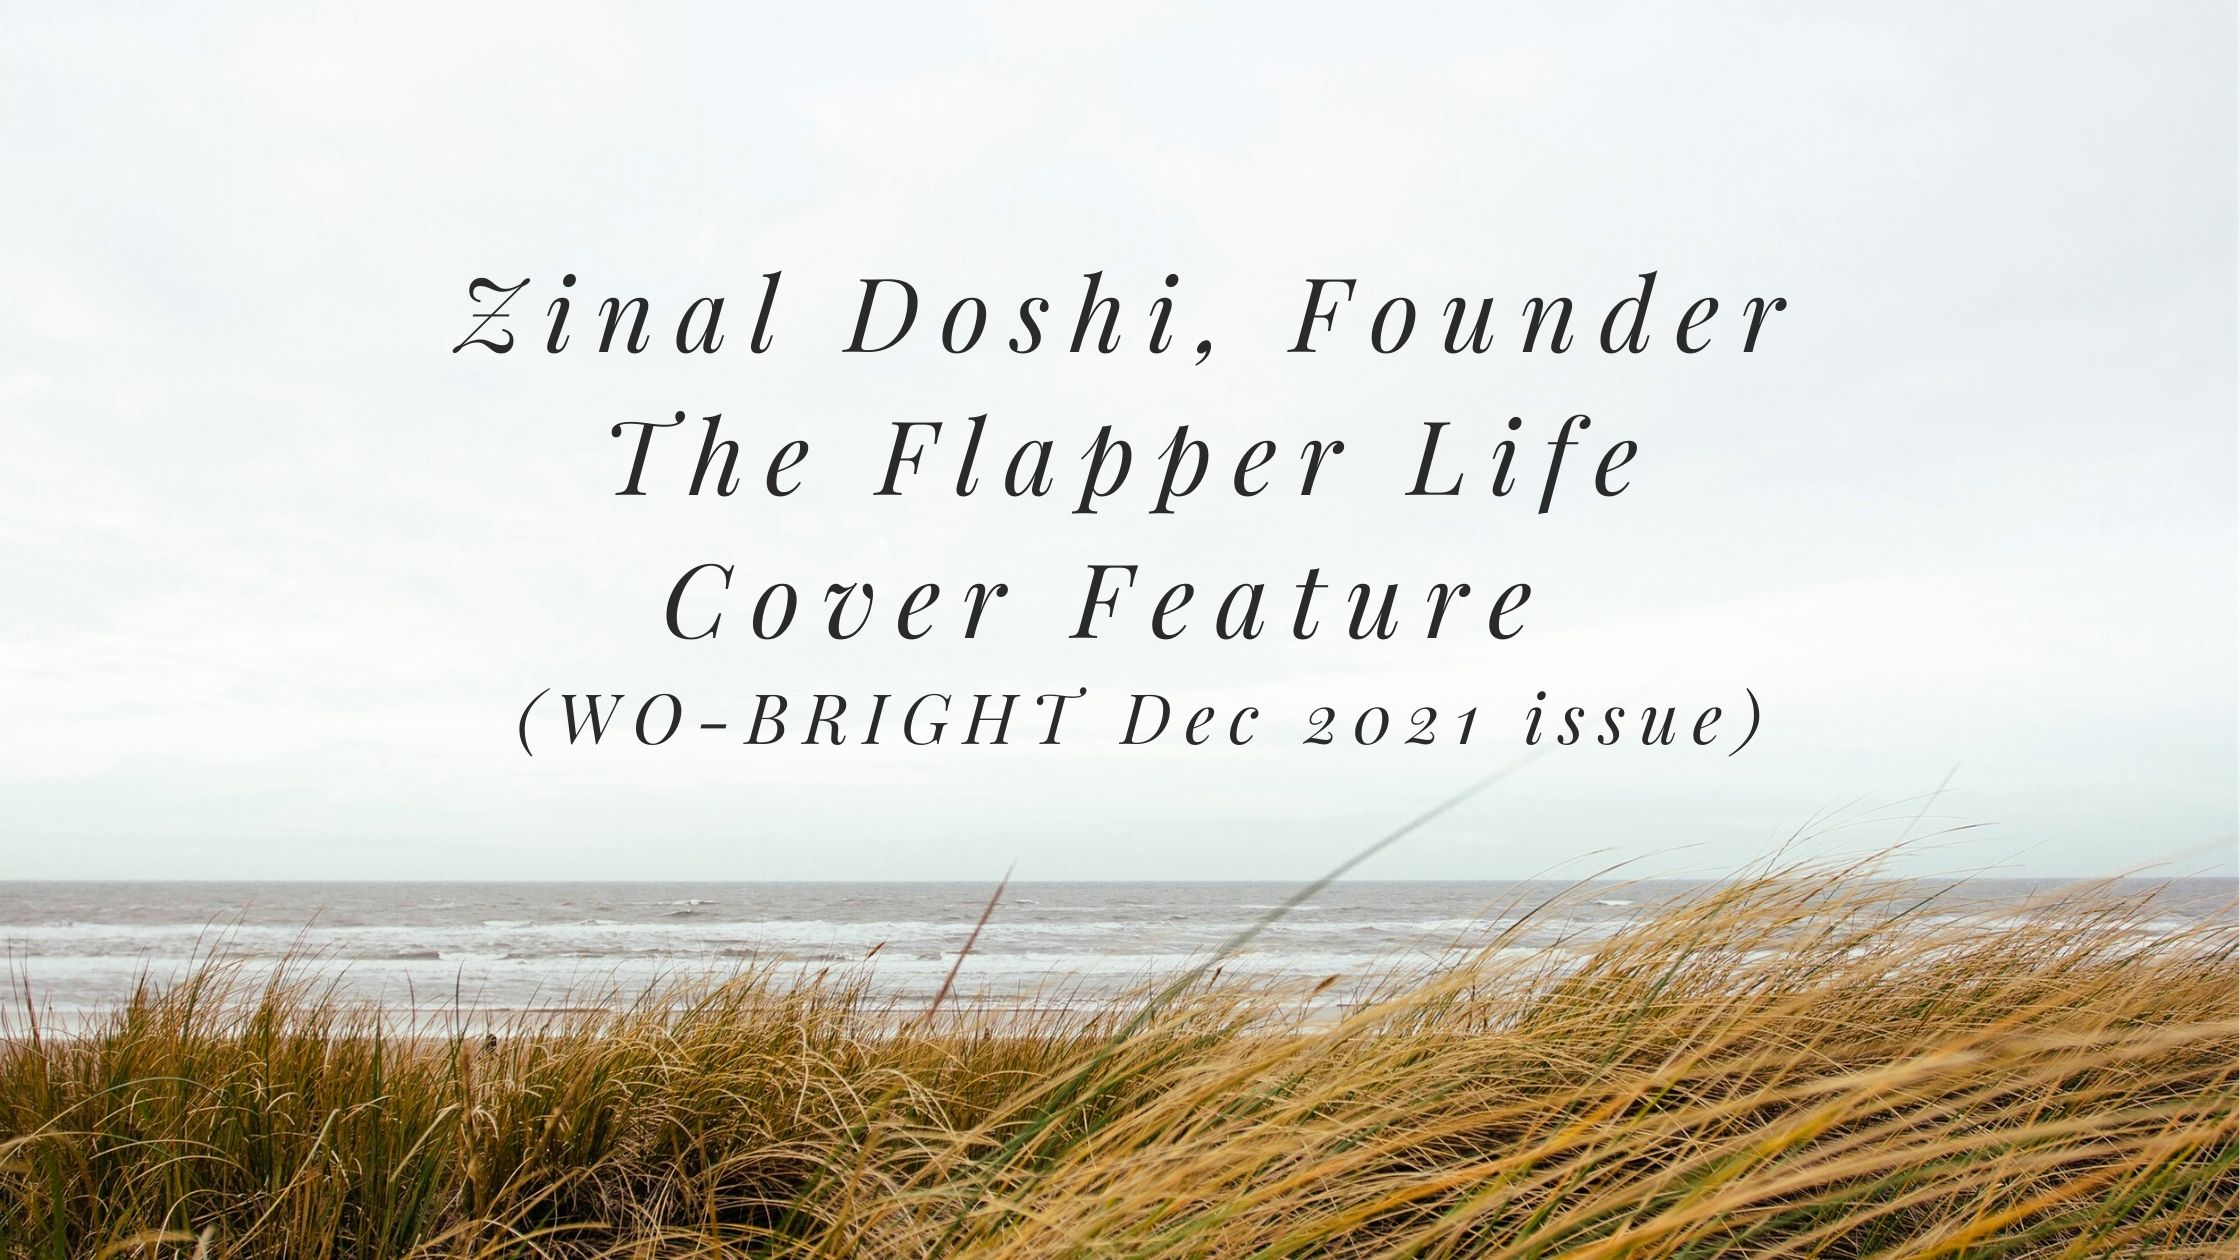 Zinal Doshi, Founder
The Flapper Life
Cover Feature
(WO-BRIGHT Dec 2021 issue)